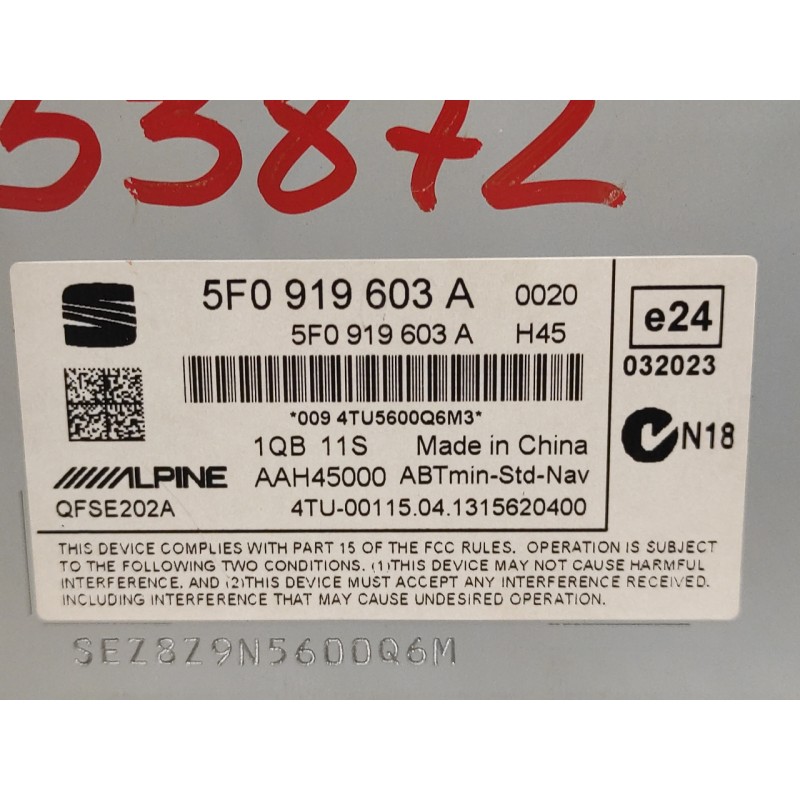 53872
5F0 919 603 A 0020
5F0 919 603 A H45
e24
032023
*009 4TU5600Q6M3*
N18
1QB 11S Made in China
ALPINE AAH45000 ABTmin-Std-Nav
QFSE202A 4TU-00115.04.1315620400
THIS DEVICE COMPLIES WITH PART 15 OF THE FCC RULES. OPERATION IS SUBJECT
TO THE FOLLOWING TWO CONDITIONS. (1)THIS DEVICE MAY NOT CAUSE HARMFUL
INTERFERENCE. AND (2)THIS DEVICE MUST ACCEPT ANY INTERFERENCE RECEIVED.
INCLUDING INTERFERENCE THAT MAY CAUSE UNDESIRED OPERATION.
SEZ8Z9N5600Q6M